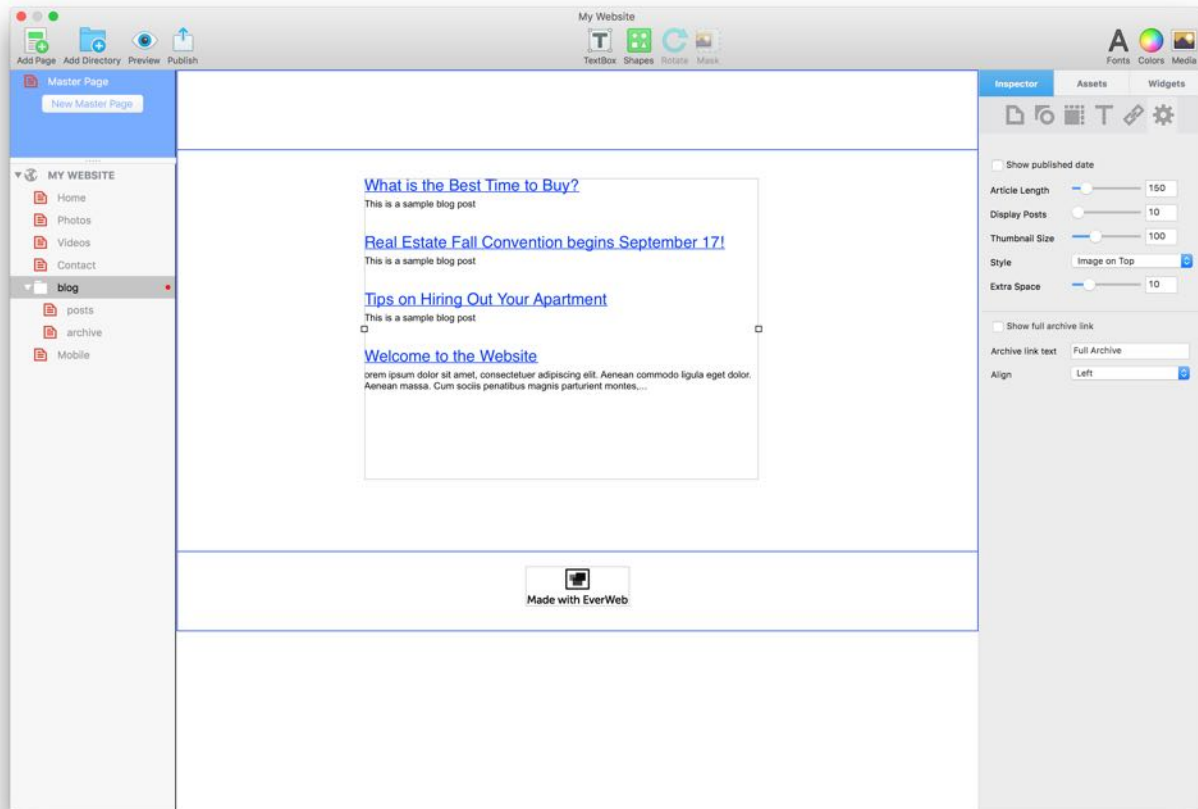 My Website
Add Page Add Directory Preview Publish
TextBox Shapes Rotate Mask
Fonts Colors Media
Master Page
New Master Page
MY WEBSITE
Home
Photos
Videos
Contact
blog
posts
archive
Mobile
What is the Best Time to Buy?
This is a sample blog post
Real Estate Fall Convention begins September 17!
This is a sample blog post
Tips on Hiring Out Your Apartment
This is a sample blog post
Welcome to the Website
orem ipsum dolor sit amet, consectetuer adipiscing elit. Aenean commodo ligula eget dolor.
Aenean massa. Cum sociis penatibus magnis parturient montes,...
Made with EverWeb
Inspector Assets Widgets
Show published date
Article Length 150
Display Posts 10
Thumbnail Size 100
Style Image on Top
Extra Space 10
Show full archive link
Archive link text Full Archive
Align Left